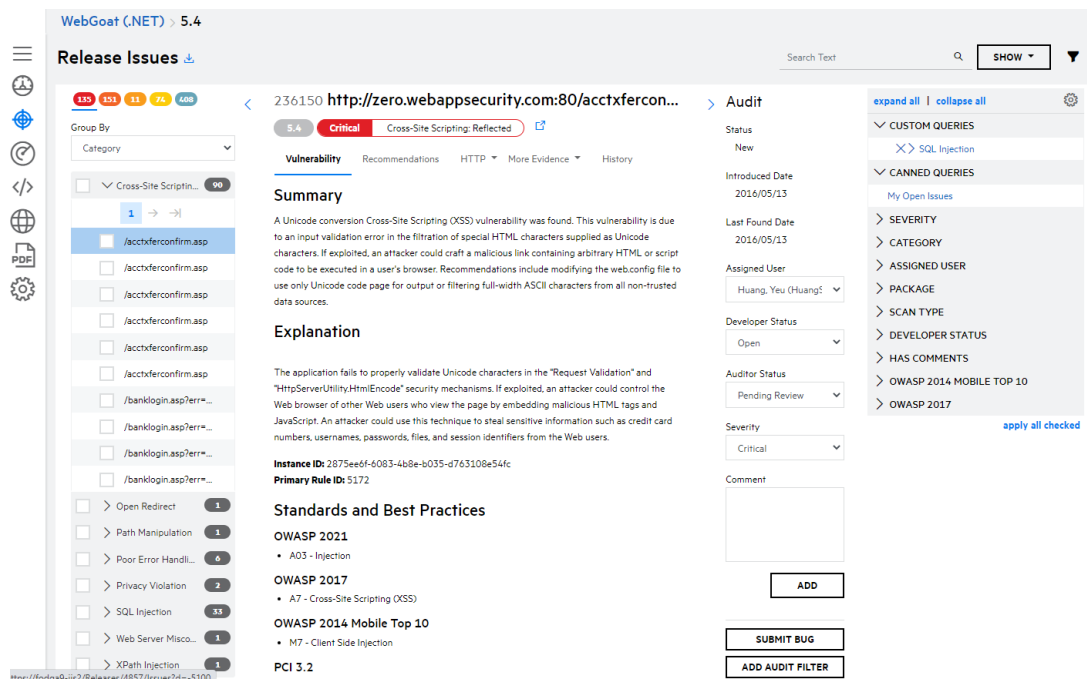 WebGoat (.NET) > 5.4
Release Issues
Search Text
SHOW
135 151 11 74 408
Group By
Category
Cross-Site Scriptin... 90
1
/acctxferconfirm.asp
/acctxferconfirm.asp
/acctxferconfirm.asp
/acctxferconfirm.asp
/acctxferconfirm.asp
/acctxferconfirm.asp
/banklogin.asp?err=...
/banklogin.asp?err=...
/banklogin.asp?err=...
/banklogin.asp?err=...
Open Redirect 1
Path Manipulation 1
Poor Error Handli... 6
Privacy Violation 2
SQL Injection 33
Web Server Misco... 1
XPath Injection 1
236150 http://zero.webappsecurity.com:80/acctxfercon...
5.4 Critical Cross-Site Scripting: Reflected
Vulnerability Recommendations HTTP More Evidence History
Summary
A Unicode conversion Cross-Site Scripting (XSS) vulnerability was found. This vulnerability is due
to an input validation error in the filtration of special HTML characters supplied as Unicode
characters. If exploited, an attacker could craft a malicious link containing arbitrary HTML or script
code to be executed in a user's browser. Recommendations include modifying the web.config file to
use only Unicode code page for output or filtering full-width ASCII characters from all non-trusted
data sources.
Explanation
The application fails to properly validate Unicode characters in the "Request Validation" and
"HttpServerUtility.HtmlEncode" security mechanisms. If exploited, an attacker could control the
Web browser of other Web users who view the page by embedding malicious HTML tags and
JavaScript. An attacker could use this technique to steal sensitive information such as credit card
numbers, usernames, passwords, files, and session identifiers from the Web users.
Instance ID: 2875ee6f-6083-4b8e-b035-d763108e54fc
Primary Rule ID: 5172
Standards and Best Practices
OWASP 2021
• A03 - Injection
OWASP 2017
• A7 - Cross-Site Scripting (XSS)
OWASP 2014 Mobile Top 10
• M7 - Client Side Injection
PCI 3.2
Audit
Status
New
Introduced Date
2016/05/13
Last Found Date
2016/05/13
Assigned User
Huang, Yeu (HuangS
Developer Status
Open
Auditor Status
Pending Review
Severity
Critical
Comment
ADD
SUBMIT BUG
ADD AUDIT FILTER
expand all | collapse all
CUSTOM QUERIES
SQL Injection
CANNED QUERIES
My Open Issues
SEVERITY
CATEGORY
ASSIGNED USER
PACKAGE
SCAN TYPE
DEVELOPER STATUS
HAS COMMENTS
OWASP 2014 MOBILE TOP 10
OWASP 2017
apply all checked
PDF